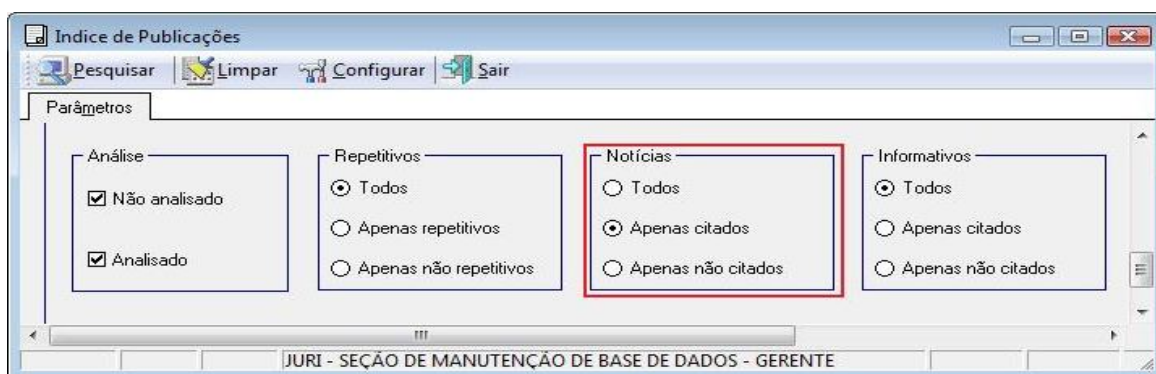 Indice de Publicações
Pesquisar Limpar Configurar Sair
Parâmetros
Análise Repetitivos Notícias Informativos
Não analisado Todos Todos Todos
Apenas repetitivos Apenas citados Apenas citados
Analisado Apenas não repetitivos Apenas não citados Apenas não citados
JURI - SEÇÃO DE MANUTENÇÃO DE BASE DE DADOS - GERENTE